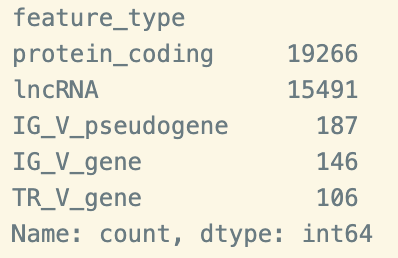 feature_type
protein_coding     19266
lncRNA             15491
IG_V_pseudogene      187
IG_V_gene            146
TR_V_gene            106
Name: count, dtype: int64